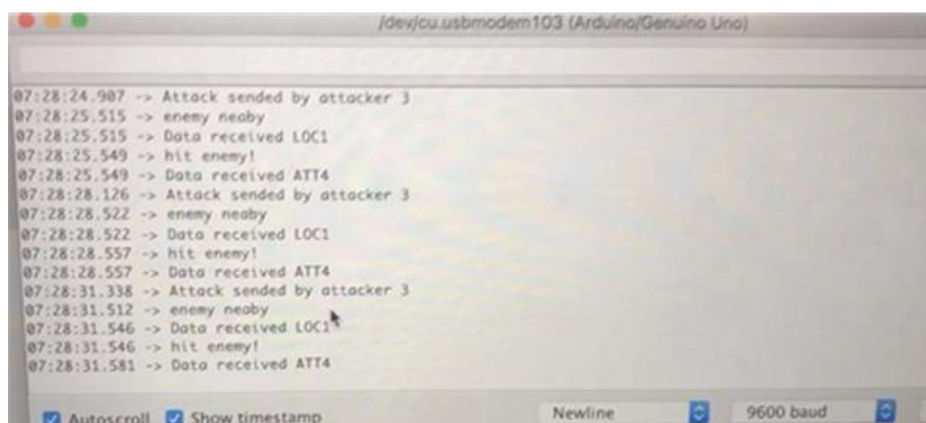 /dev/cu.usbmodem103 (Arduino/Genuino Uno)
07:28:24.907 -> Attack sended by attacker 3
07:28:25.515 -> enemy neaby
07:28:25.515 -> Data received LOC1
07:28:25.549 -> hit enemy!
07:28:25.549 -> Data received ATT4
07:28:28.126 -> Attack sended by attacker 3
07:28:28.522 -> enemy neaby
07:28:28.522 -> Data received LOC1
07:28:28.557 -> hit enemy!
07:28:28.557 -> Data received ATT4
07:28:31.338 -> Attack sended by attacker 3
07:28:31.512 -> enemy neaby
07:28:31.546 -> Data received LOC1
07:28:31.546 -> hit enemy!
07:28:31.581 -> Data received ATT4
Autoscroll Show timestamp Newline 9600 baud